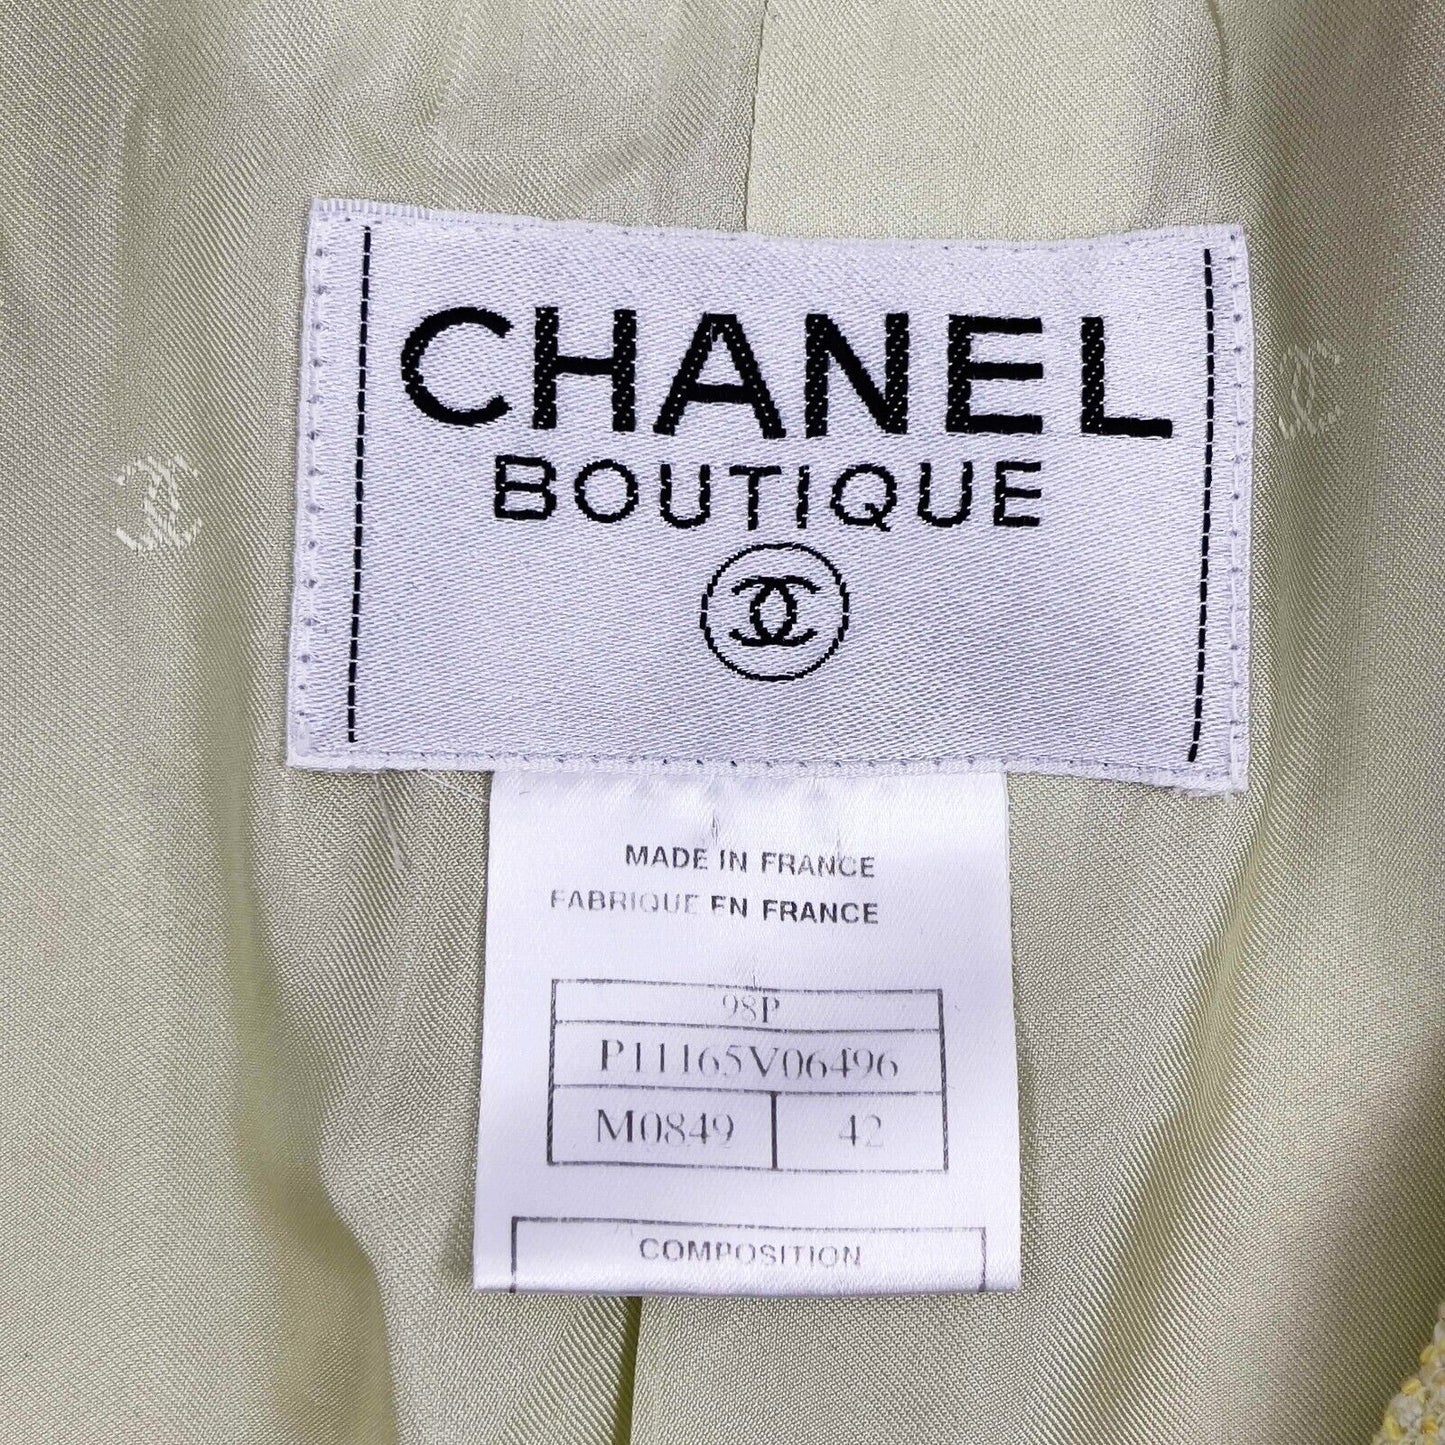 CHANEL
BOUTIQUE
MADE IN FRANCE
FABRIQUE EN FRANCE
98P
P11165V06496
M0849 42
COMPOSITION